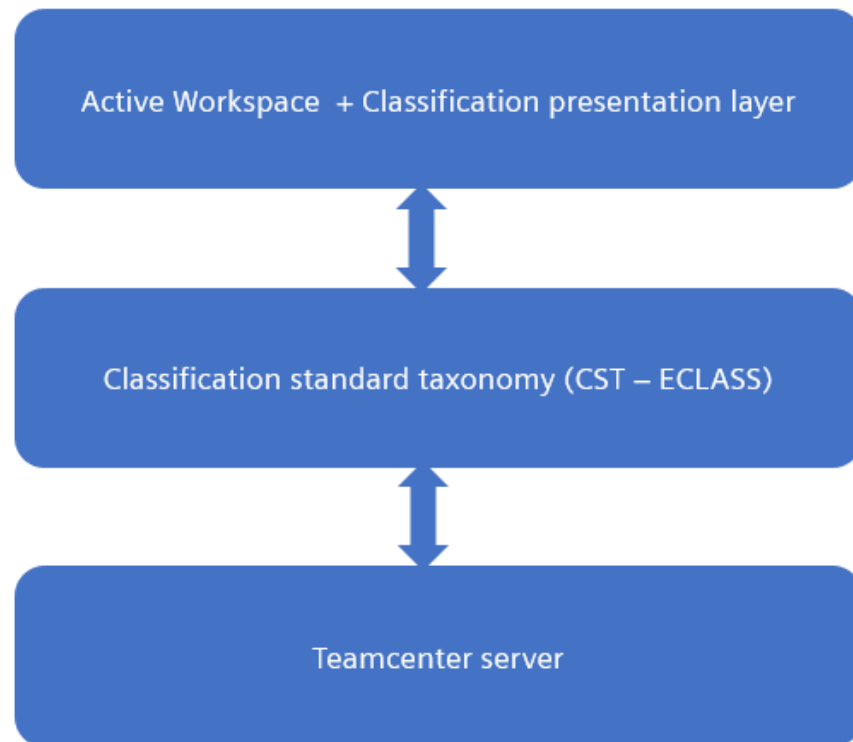 Active Workspace + Classification presentation layer
Classification standard taxonomy (CST – ECLASS)
Teamcenter server